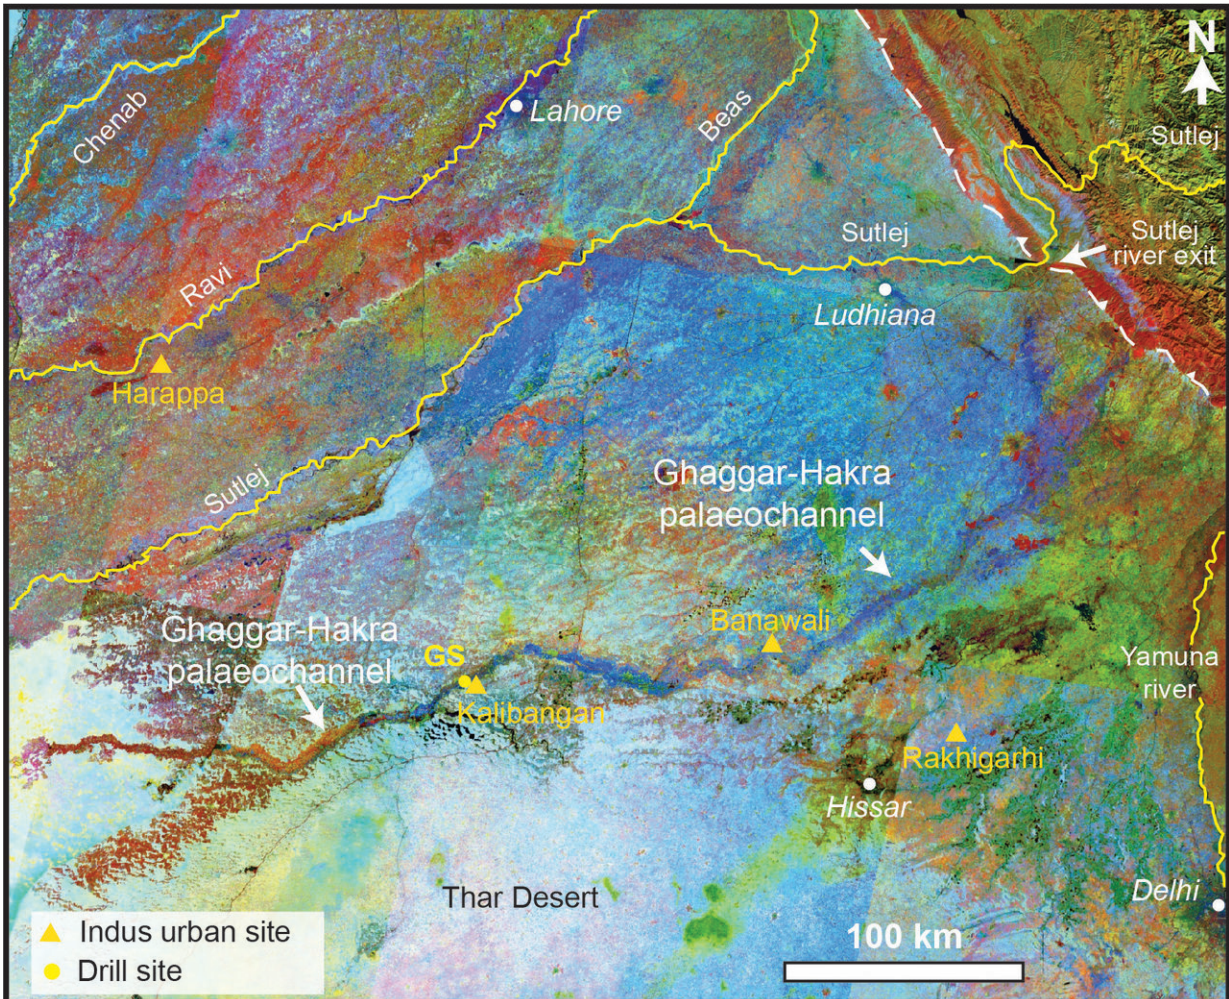 N
Chenab
Lahore
Beas
Sutlej
Ravi
Sutlej
Sutlej
river exit
Ludhiana
Harappa
Sutlej
Ghaggar-Hakra
palaeochannel
Ghaggar-Hakra
palaeochannel
Banawali
GS
Kalibangan
Yamuna
river
Rakhigarhi
Hissar
Thar Desert
Delhi
Indus urban site
Drill site
100 km